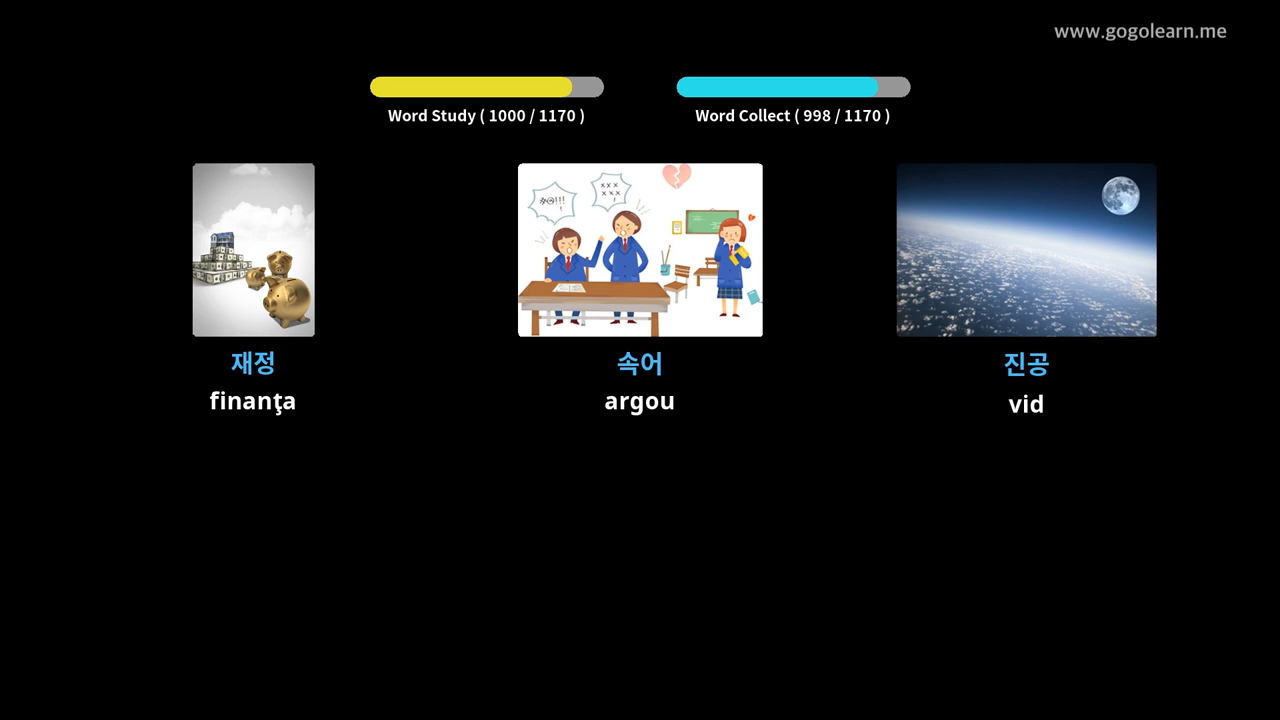 www.gogolearn.me
Word Study ( 1000 / 1170 )
Word Collect ( 998 / 1170 )
#@!!!
!
x x x
x x x
!
재정
속어
진공
finanţa
argou
vid